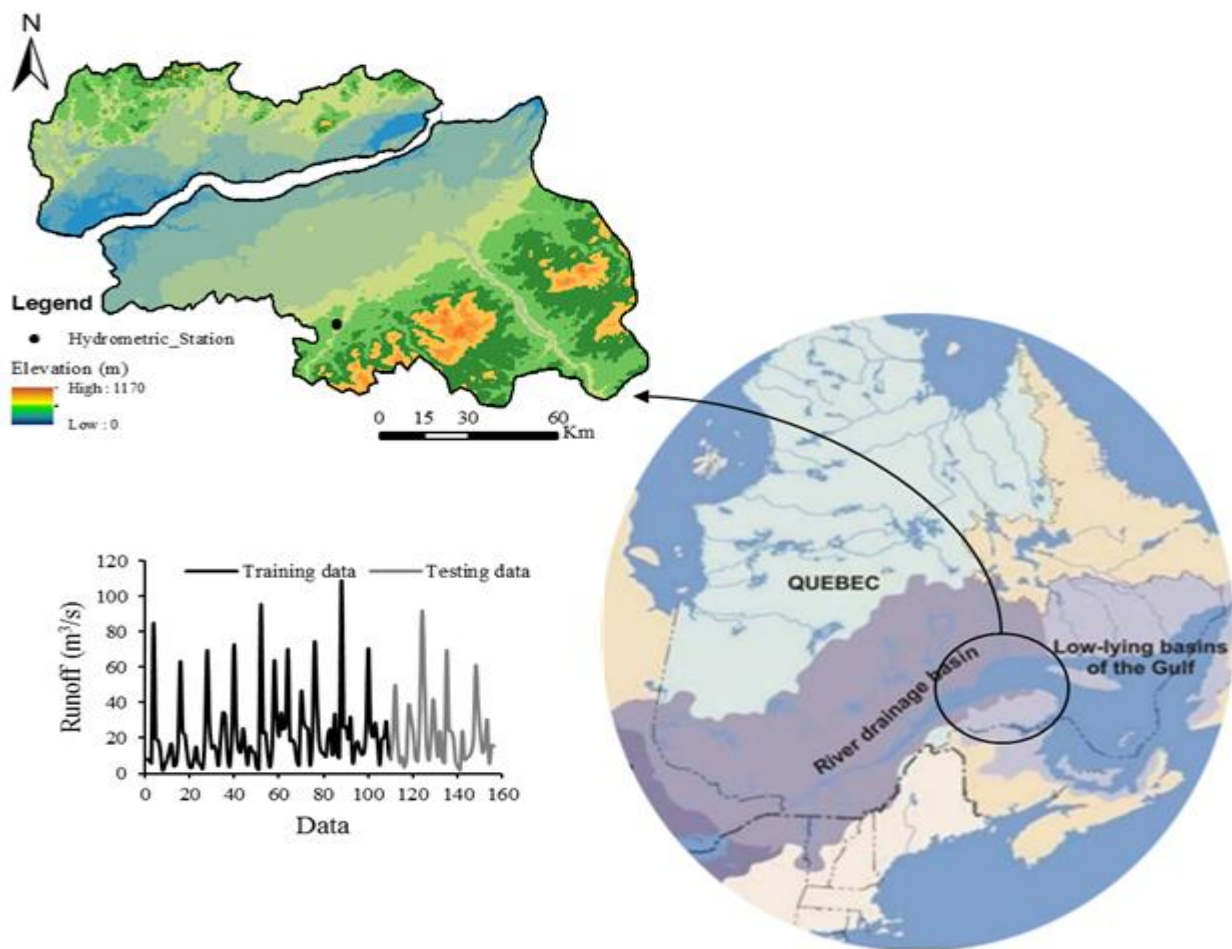 N
Legend
Hydrometric_Station
Elevation (m)
High : 1170
Low : 0
0 15 30 60
Km
QUEBEC
Low-lying basins
of the Gulf
River drainage basin
Training data Testing data
120
100
80
60
40
20
0
Runoff (m³/s)
0 20 40 60 80 100 120 140 160
Data